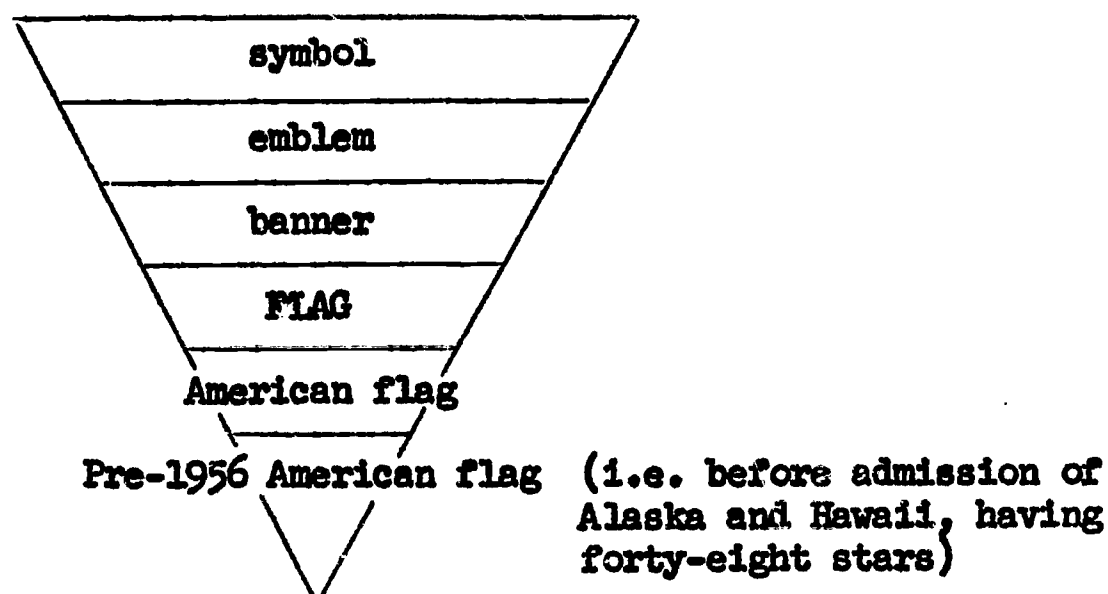 symbol
emblem
banner
FLAG
American flag
Pre-1956 American flag (i.e. before admission of
Alaska and Hawaii, having
forty-eight stars)